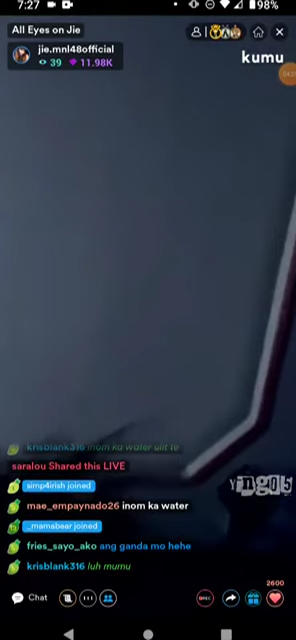 7:27
98%
All Eyes on Jie
jie.mnl48official
39 11.98K
kumu
krisblank316 inom ka water ulit te
saralou Shared this LIVE
simp4irish joined
mae_empaynado26 inom ka water
_mamabear joined
fries_sayo_ako ang ganda mo hehe
krisblank316 luh mumu
2600
Chat